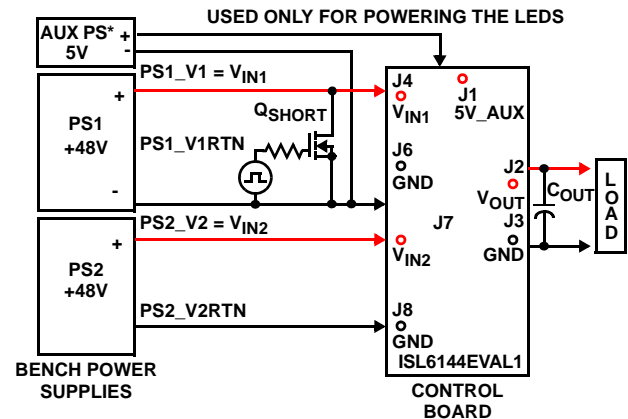 USED ONLY FOR POWERING THE LEDS
AUX PS* +
5V -
PS1_V1 = VIN1
+
PS1
+48V
-
QSHORT
PS1_V1RTN
J4
VIN1
J1
5V_AUX
J6
GND
J2
VOUT
COUT
LOAD
J3
GND
J7
PS2_V2 = VIN2
+
PS2
+48V
VIN2
PS2_V2RTN
J8
GND
ISL6144EVAL1
BENCH POWER
SUPPLIES
CONTROL
BOARD